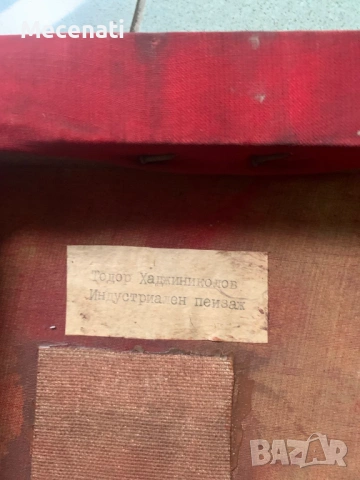 Mecenati
Тодор Хаджиниколов
Индустриален пейзаж
BAZAR